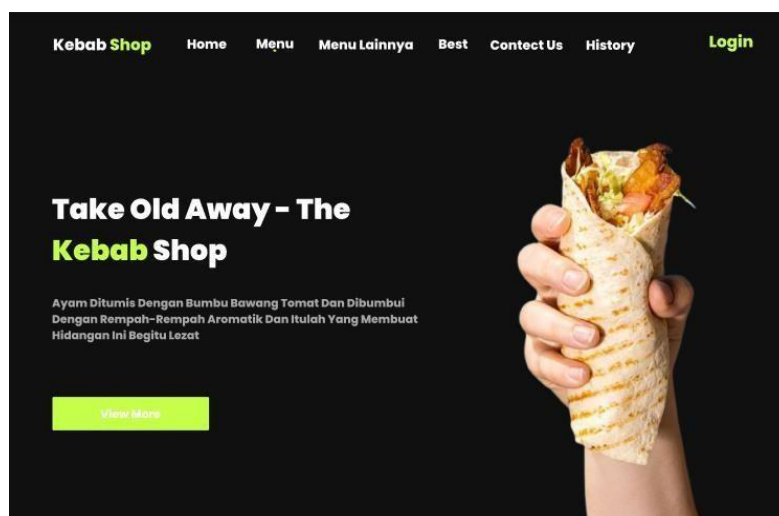 Kebab Shop Home Menu Menu Lainnya Best Contect Us History Login
Take Old Away - The
Kebab Shop
Ayam Ditumis Dengan Bumbu Bawang Tomat Dan Dibumbui
Dengan Rempah-Rempah Aromatik Dan Itulah Yang Membuat
Hidangan Ini Begitu Lezat
View More